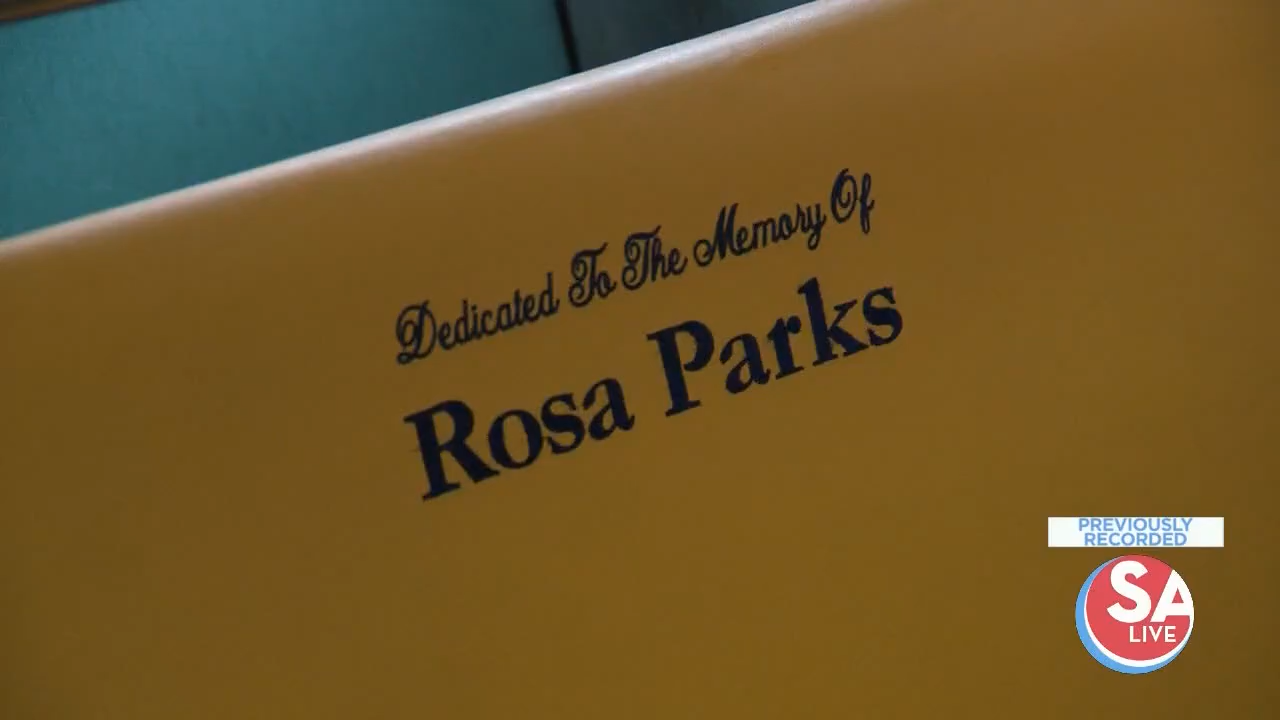 Dedicated To The Memory Of
Rosa Parks
PREVIOUSLY
RECORDED
SA
LIVE